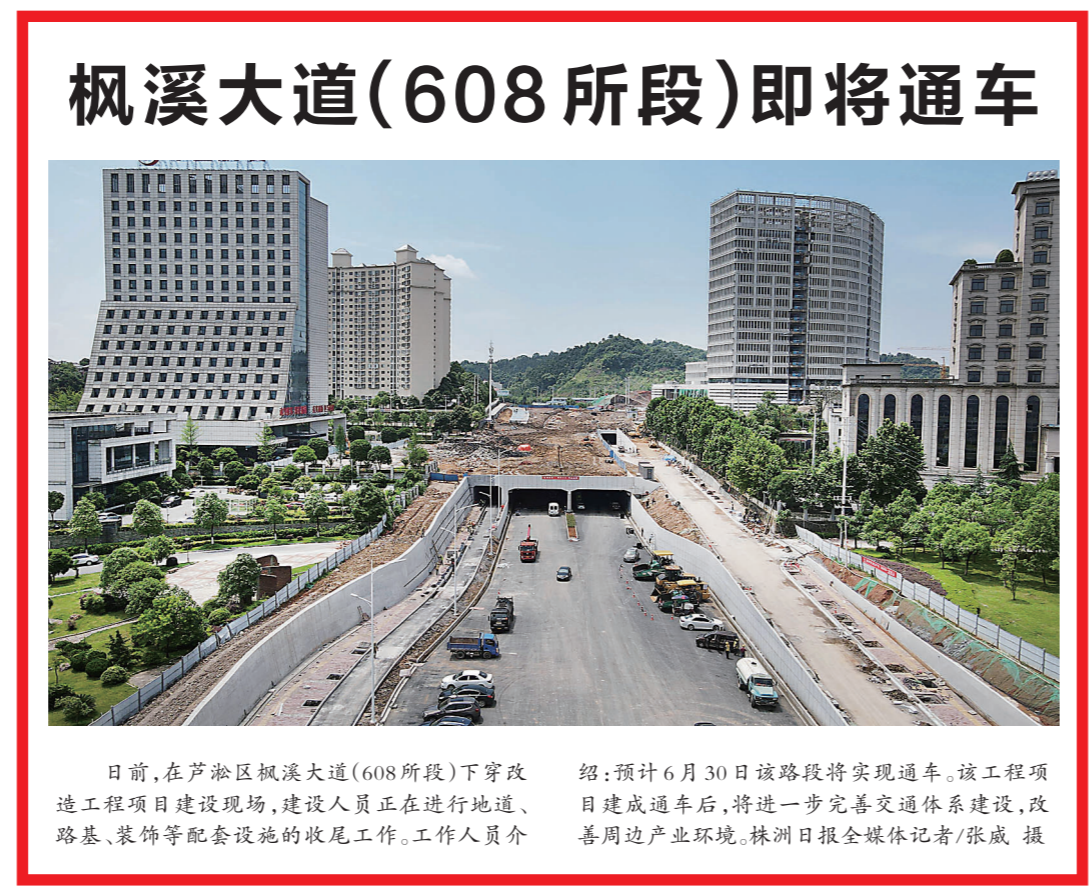 枫溪大道(608所段)即将通车
日前,在芦淞区枫溪大道(608所段)下穿改
造工程项目建设现场,建设人员正在进行地道、
路基、装饰等配套设施的收尾工作。工作人员介
绍:预计6月30日该路段将实现通车。该工程项
目建成通车后,将进一步完善交通体系建设,改
善周边产业环境。株洲日报全媒体记者/张威 摄